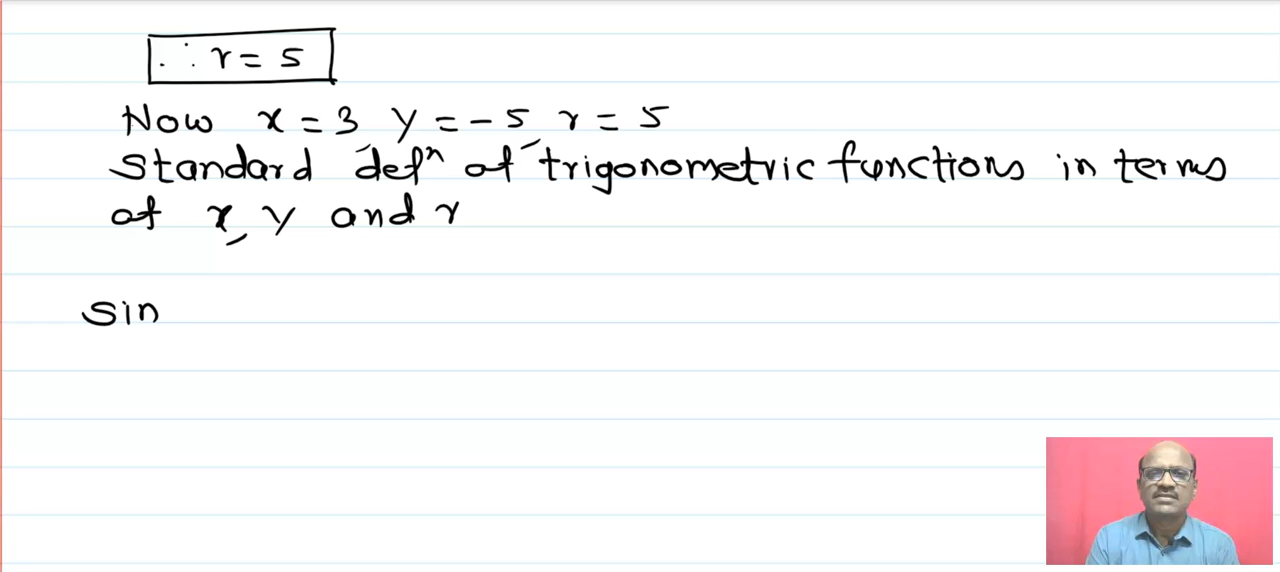 ∴ r = 5
Now x = 3, y = -5, r = 5
Standard defⁿ of trigonometric functions in terms
of x, y and r
sin